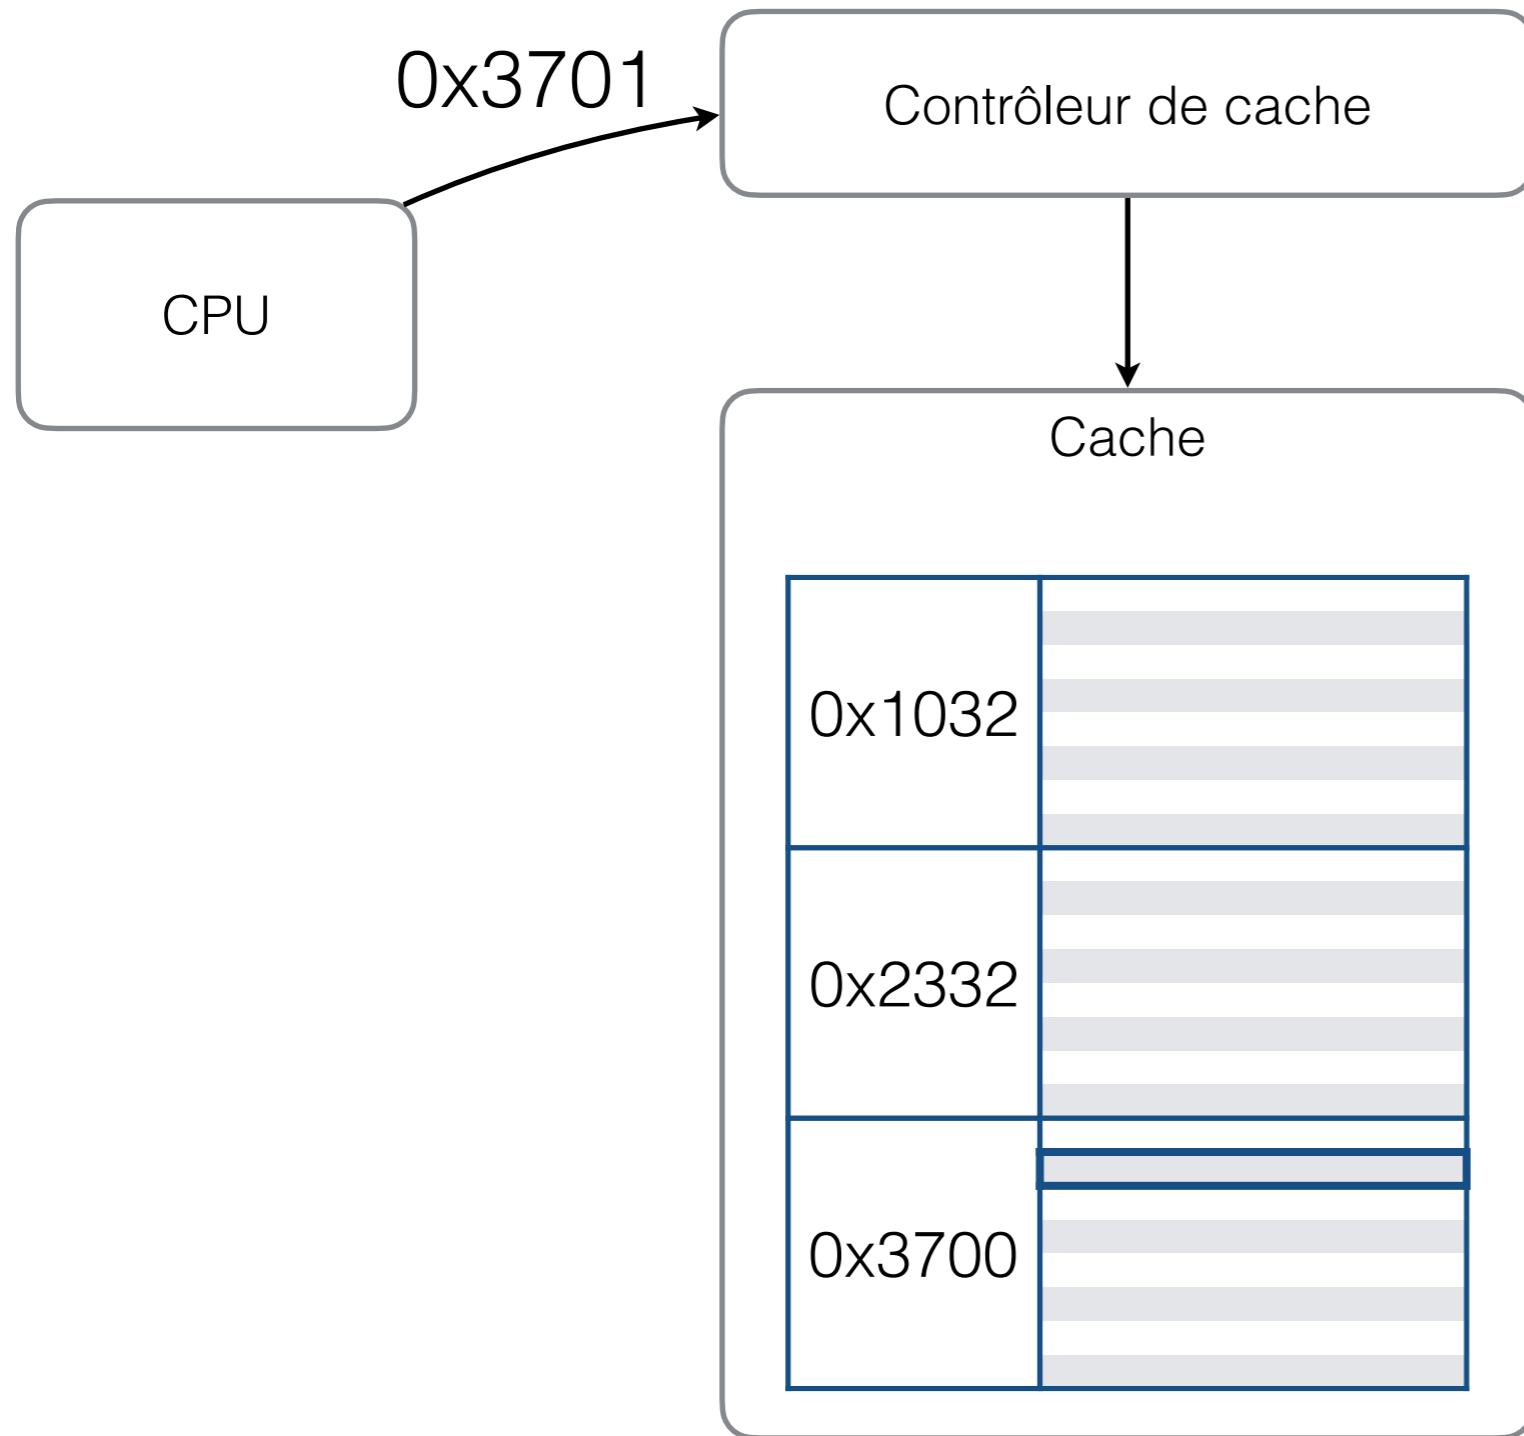 0x3701
Contrôleur de cache
CPU
Cache
0x1032
0x2332
0x3700